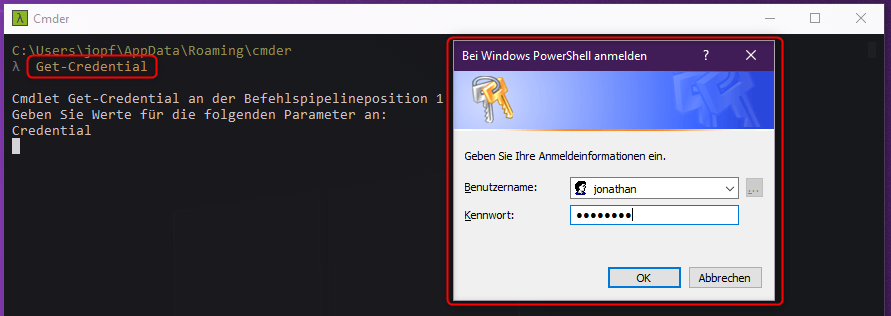 λ Cmder
C:\Users\jopf\AppData\Roaming\cmder
λ Get-Credential
Cmdlet Get-Credential an der Befehlspipelineposition 1
Geben Sie Werte für die folgenden Parameter an:
Credential
Bei Windows PowerShell anmelden ?
Geben Sie Ihre Anmeldeinformationen ein.
Benutzername: jonathan ...
Kennwort: ●●●●●●●●
OK Abbrechen